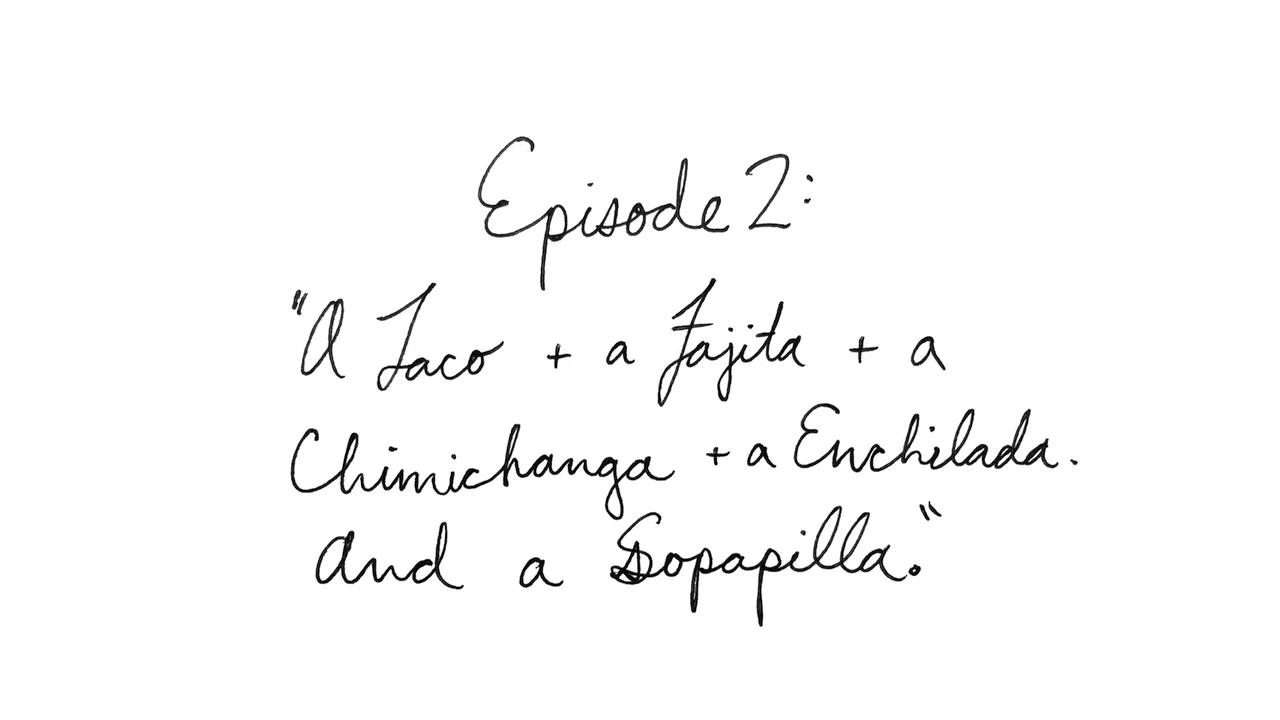 Episode 2:
"A Taco + a Fajita + a
Chimichanga + a Enchilada.
And a Sopapilla."